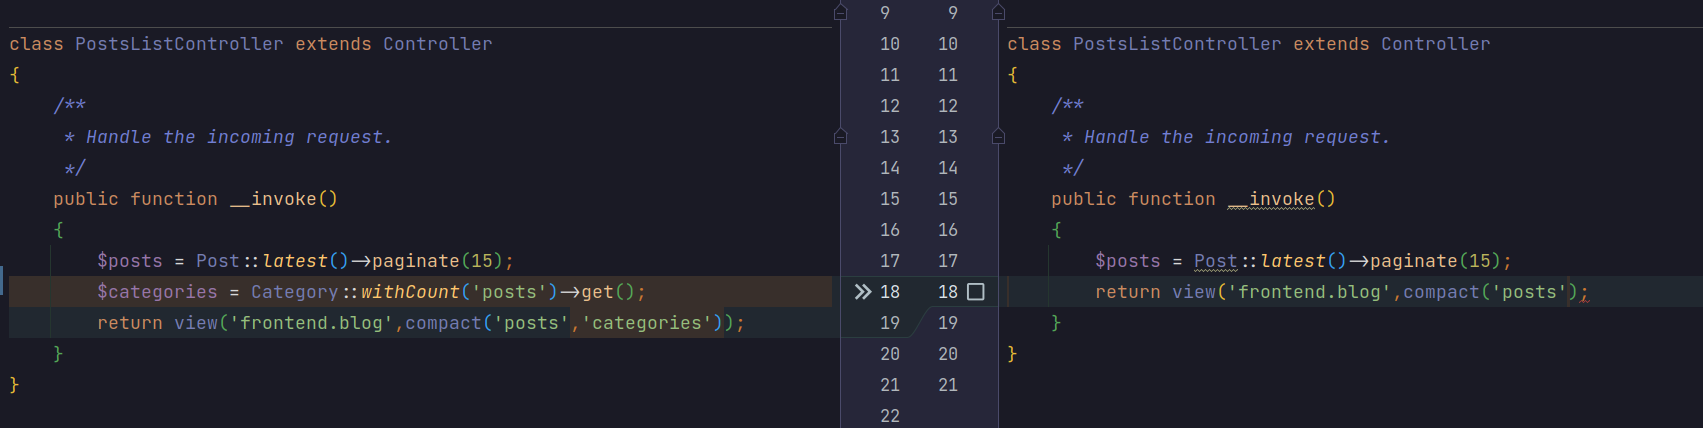 9 9
class PostsListController extends Controller 10 10 class PostsListController extends Controller
{ 11 11 {
/** 12 12 /**
* Handle the incoming request. 13 13 * Handle the incoming request.
*/ 14 14 */
public function __invoke() 15 15 public function __invoke()
{ 16 16 {
$posts = Post::latest()->paginate(15); 17 17 $posts = Post::latest()->paginate(15);
$categories = Category::withCount('posts')->get(); 18 18 return view('frontend.blog',compact('posts');
return view('frontend.blog',compact('posts','categories')); 19 19 }
} 20 20 }
} 21 21
22